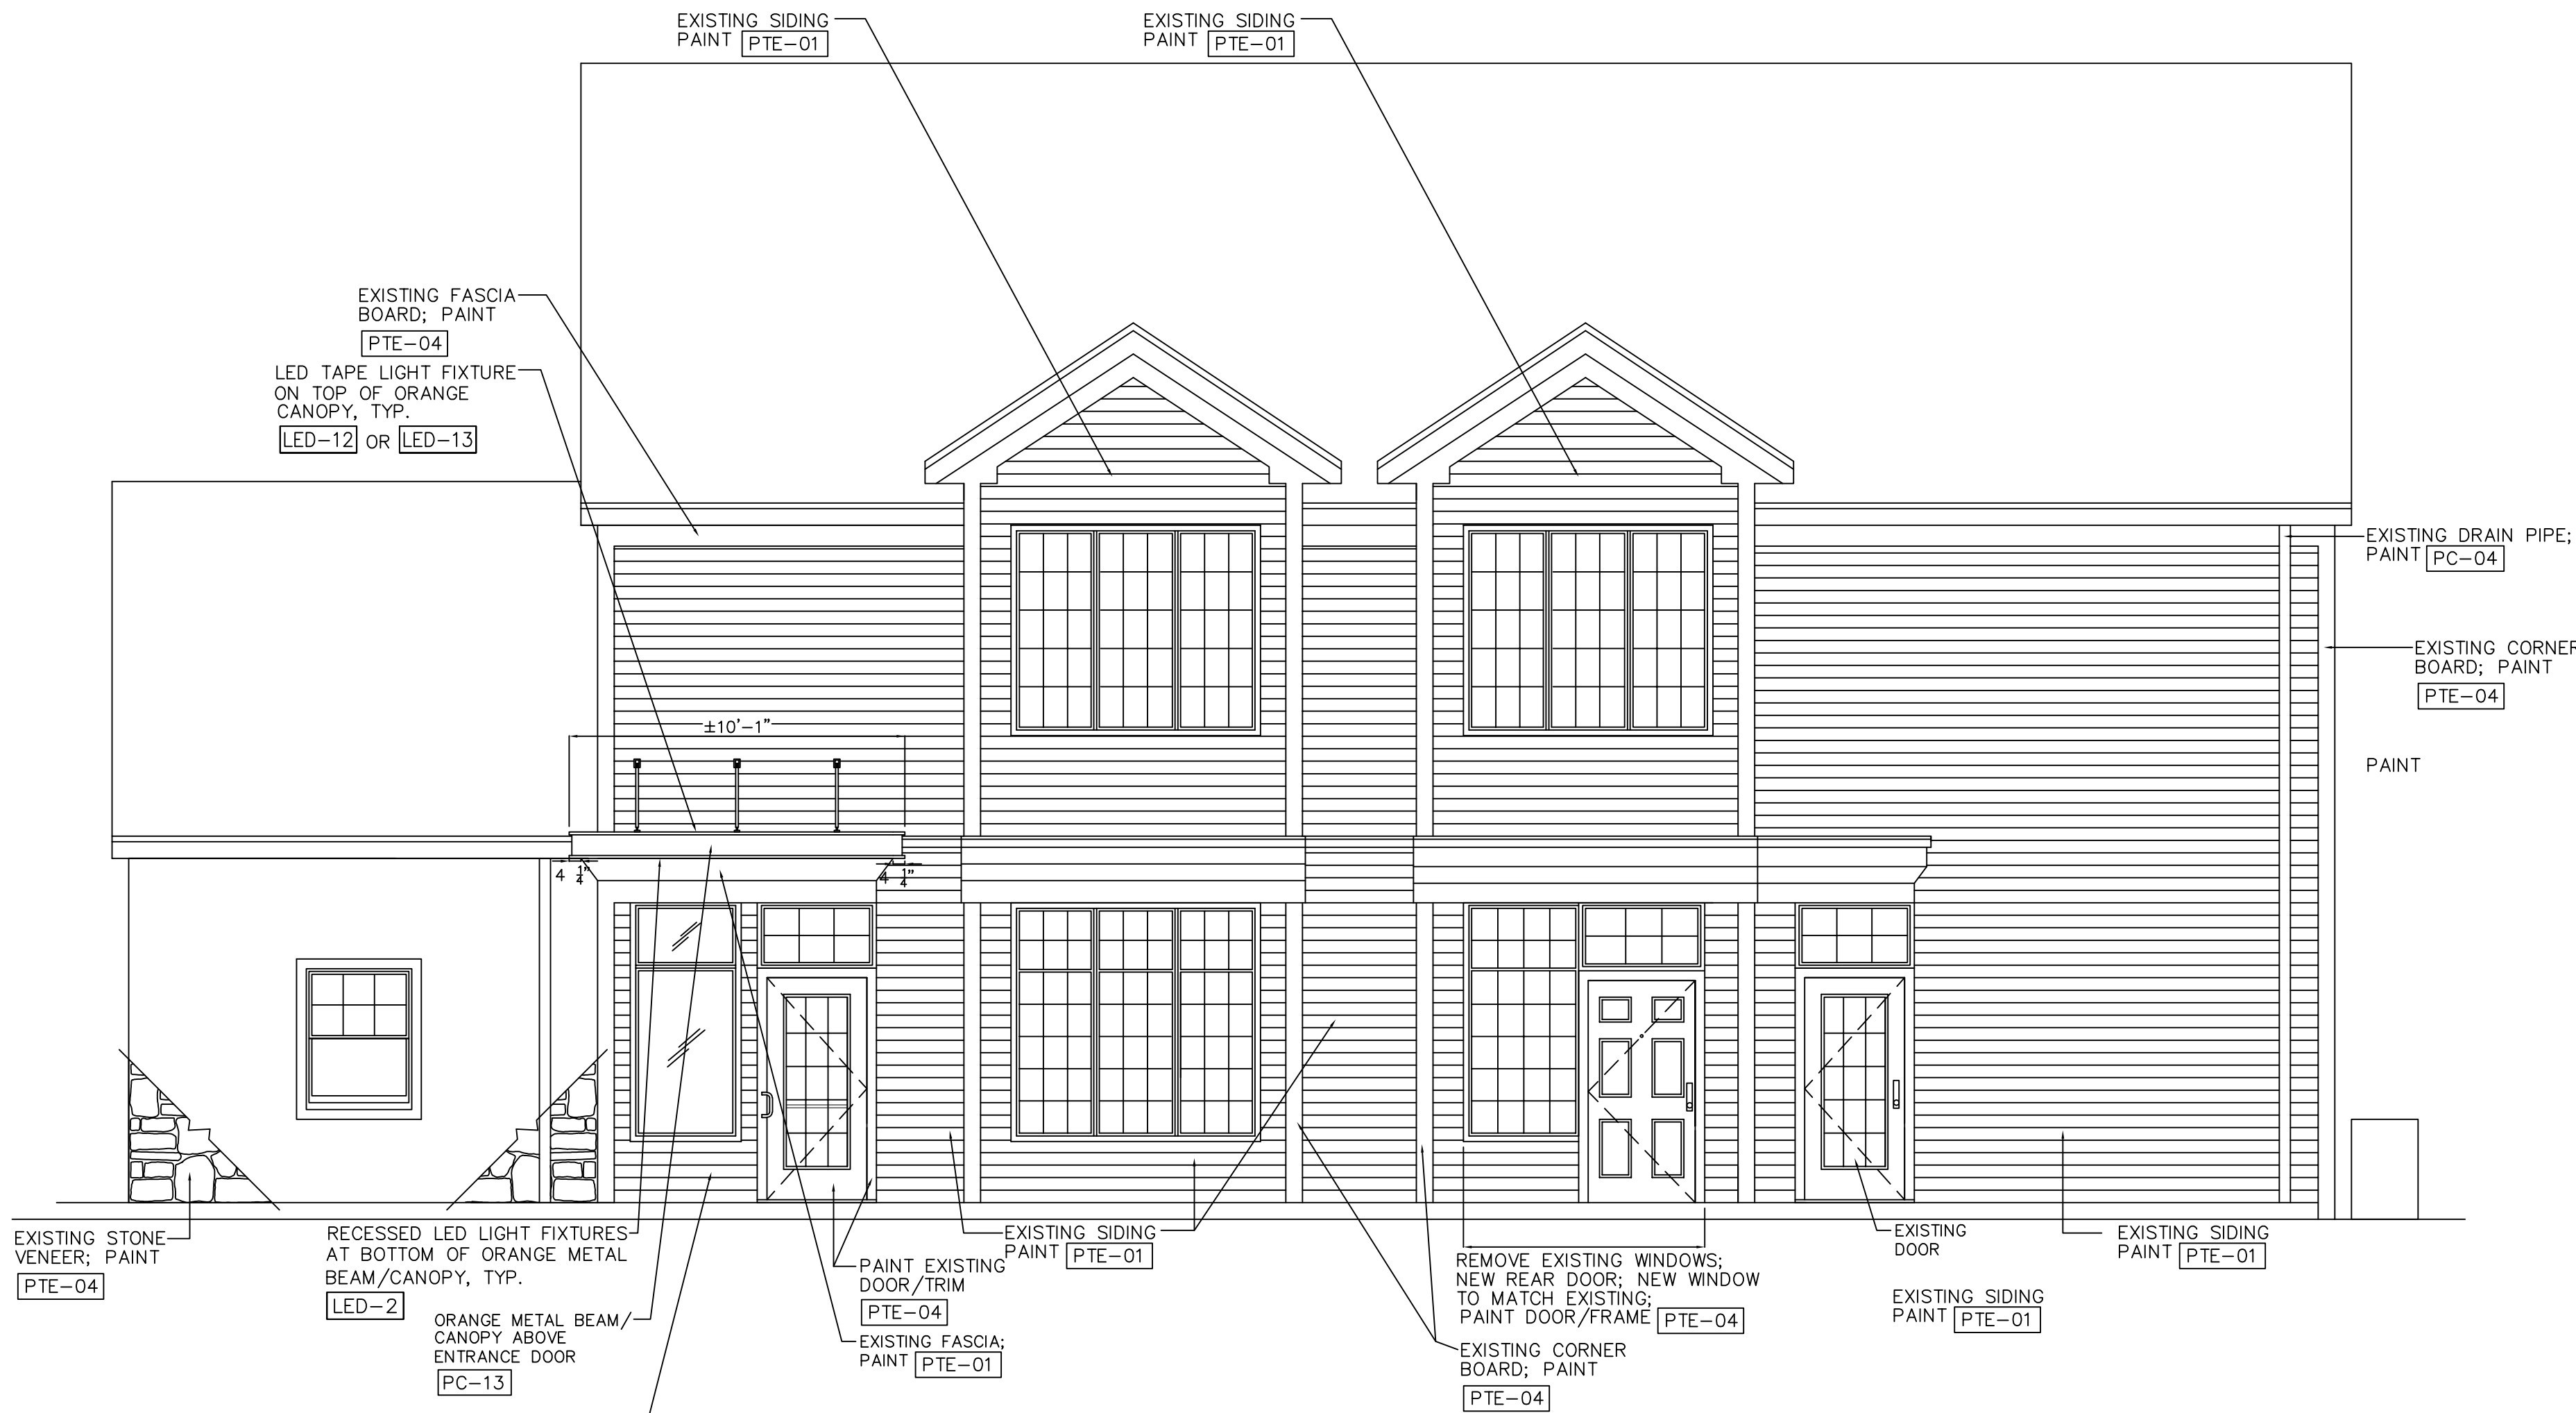 EXISTING SIDING
PAINT PTE-01
EXISTING SIDING
PAINT PTE-01
EXISTING FASCIA
BOARD; PAINT
PTE-04
LED TAPE LIGHT FIXTURE
ON TOP OF ORANGE
CANOPY, TYP.
LED-12 OR LED-13
EXISTING DRAIN PIPE;
PAINT PC-04
EXISTING CORNER
BOARD; PAINT
PTE-04
±10'-1"
PAINT
4 1/4"
4 1/4"
EXISTING STONE
VENEER; PAINT
PTE-04
RECESSED LED LIGHT FIXTURES
AT BOTTOM OF ORANGE METAL
BEAM/CANOPY, TYP.
LED-2
ORANGE METAL BEAM/
CANOPY ABOVE
ENTRANCE DOOR
PC-13
PAINT EXISTING
DOOR/TRIM
PTE-04
EXISTING FASCIA;
PAINT PTE-01
EXISTING SIDING
PAINT PTE-01
REMOVE EXISTING WINDOWS;
NEW REAR DOOR; NEW WINDOW
TO MATCH EXISTING;
PAINT DOOR/FRAME PTE-04
EXISTING CORNER
BOARD; PAINT
PTE-04
EXISTING
DOOR
EXISTING SIDING
PAINT PTE-01
EXISTING SIDING
PAINT PTE-01